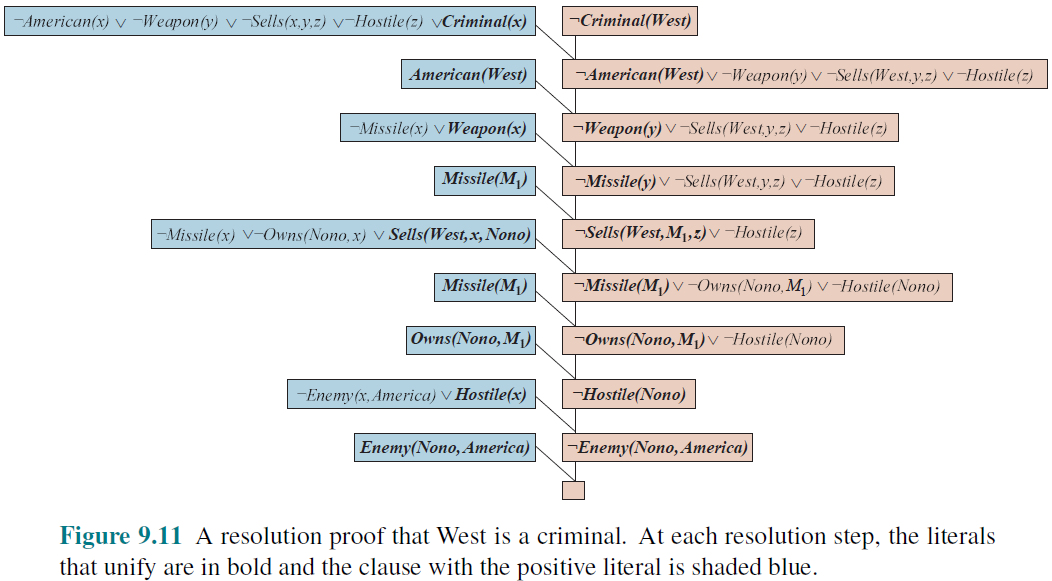 ¬American(x) ∨ ¬Weapon(y) ∨ ¬Sells(x,y,z) ∨ ¬Hostile(z) ∨ Criminal(x)
¬Criminal(West)
American(West)
¬American(West) ∨ ¬Weapon(y) ∨ ¬Sells(West,y,z) ∨ ¬Hostile(z)
¬Missile(x) ∨ Weapon(x)
¬Weapon(y) ∨ ¬Sells(West,y,z) ∨ ¬Hostile(z)
Missile(M₁)
¬Missile(y) ∨ ¬Sells(West,y,z) ∨ ¬Hostile(z)
¬Missile(x) ∨ ¬Owns(Nono,x) ∨ Sells(West,x,Nono)
¬Sells(West,M₁,z) ∨ ¬Hostile(z)
Missile(M₁)
¬Missile(M₁) ∨ ¬Owns(Nono,M₁) ∨ ¬Hostile(Nono)
Owns(Nono,M₁)
¬Owns(Nono,M₁) ∨ ¬Hostile(Nono)
¬Enemy(x,America) ∨ Hostile(x)
¬Hostile(Nono)
Enemy(Nono,America)
¬Enemy(Nono,America)
Figure 9.11 A resolution proof that West is a criminal. At each resolution step, the literals
that unify are in bold and the clause with the positive literal is shaded blue.